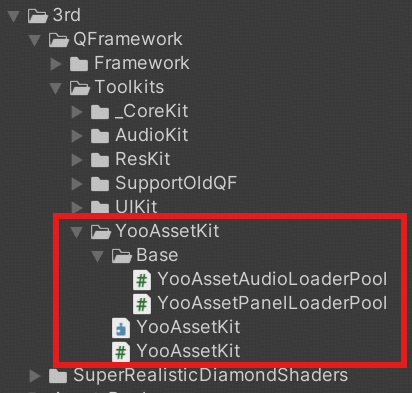 3rd
QFramework
Framework
Toolkits
_CoreKit
AudioKit
ResKit
SupportOldQF
UIKit
YooAssetKit
Base
YooAssetAudioLoaderPool
YooAssetPanelLoaderPool
YooAssetKit
YooAssetKit
SuperRealisticDiamondShaders